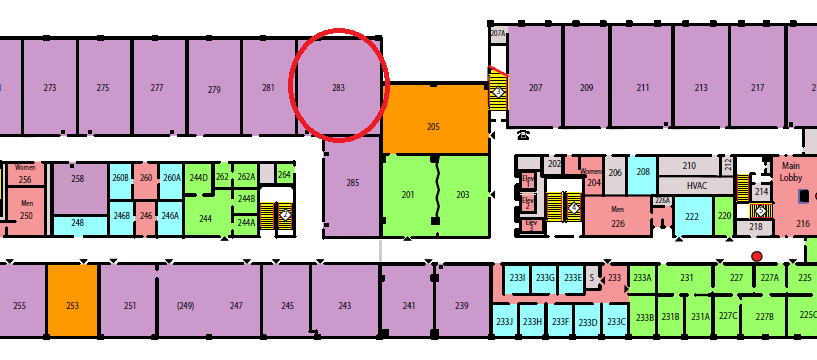 207A
273
275
277
279
281
283
207
209
211
213
217
205
Women
256
258
260B
260
260A
244D
262
262A
264
285
201
203
202
Women
204
206
208
210
212
Main
Lobby
HVAC
214
Elev
1
Elev
2
Elev
3
Men
250
248
246B
246
246A
244
244B
244A
Men
226
226A
222
220
218
216
255
253
251
(249)
247
245
243
241
239
233I
233G
233E
S
233
233A
231
227
227A
225
233J
233H
233F
233D
233C
233B
231B
231A
227C
227B
225C